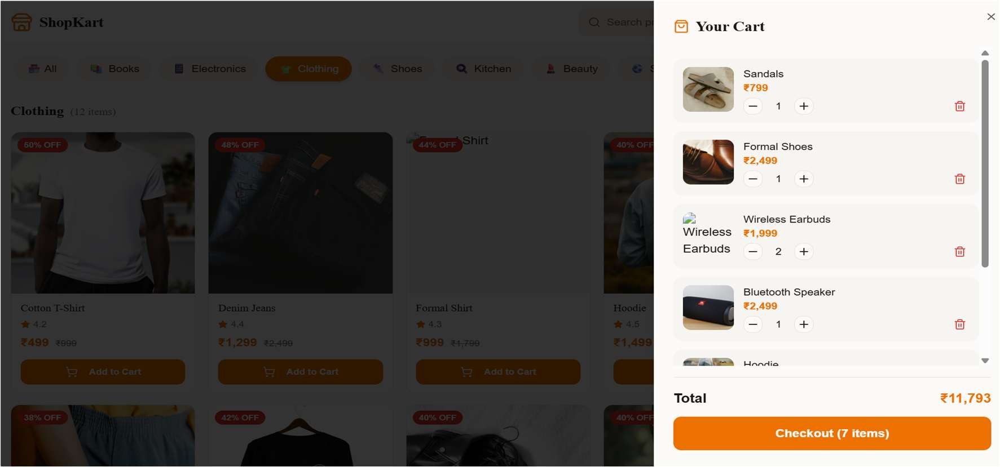 ShopKart
Search pr
All
Books
Electronics
Clothing
Shoes
Kitchen
Beauty
S
Clothing (12 items)
50% OFF
48% OFF
44% OFF
Formal Shirt
40% OFF
Cotton T-Shirt
Denim Jeans
Formal Shirt
Hoodie
4.2
4.4
4.3
4.5
₹499 ₹999
₹1,299 ₹2,499
₹999 ₹1,799
₹1,499
Add to Cart
Add to Cart
Add to Cart
38% OFF
42% OFF
40% OFF
40% OFF
Your Cart
Sandals
₹799
− 1 +
Formal Shoes
₹2,499
− 1 +
Wireless
Earbuds
Wireless Earbuds
₹1,999
− 2 +
Bluetooth Speaker
₹2,499
− 1 +
Hoodie
Total ₹11,793
Checkout (7 items)